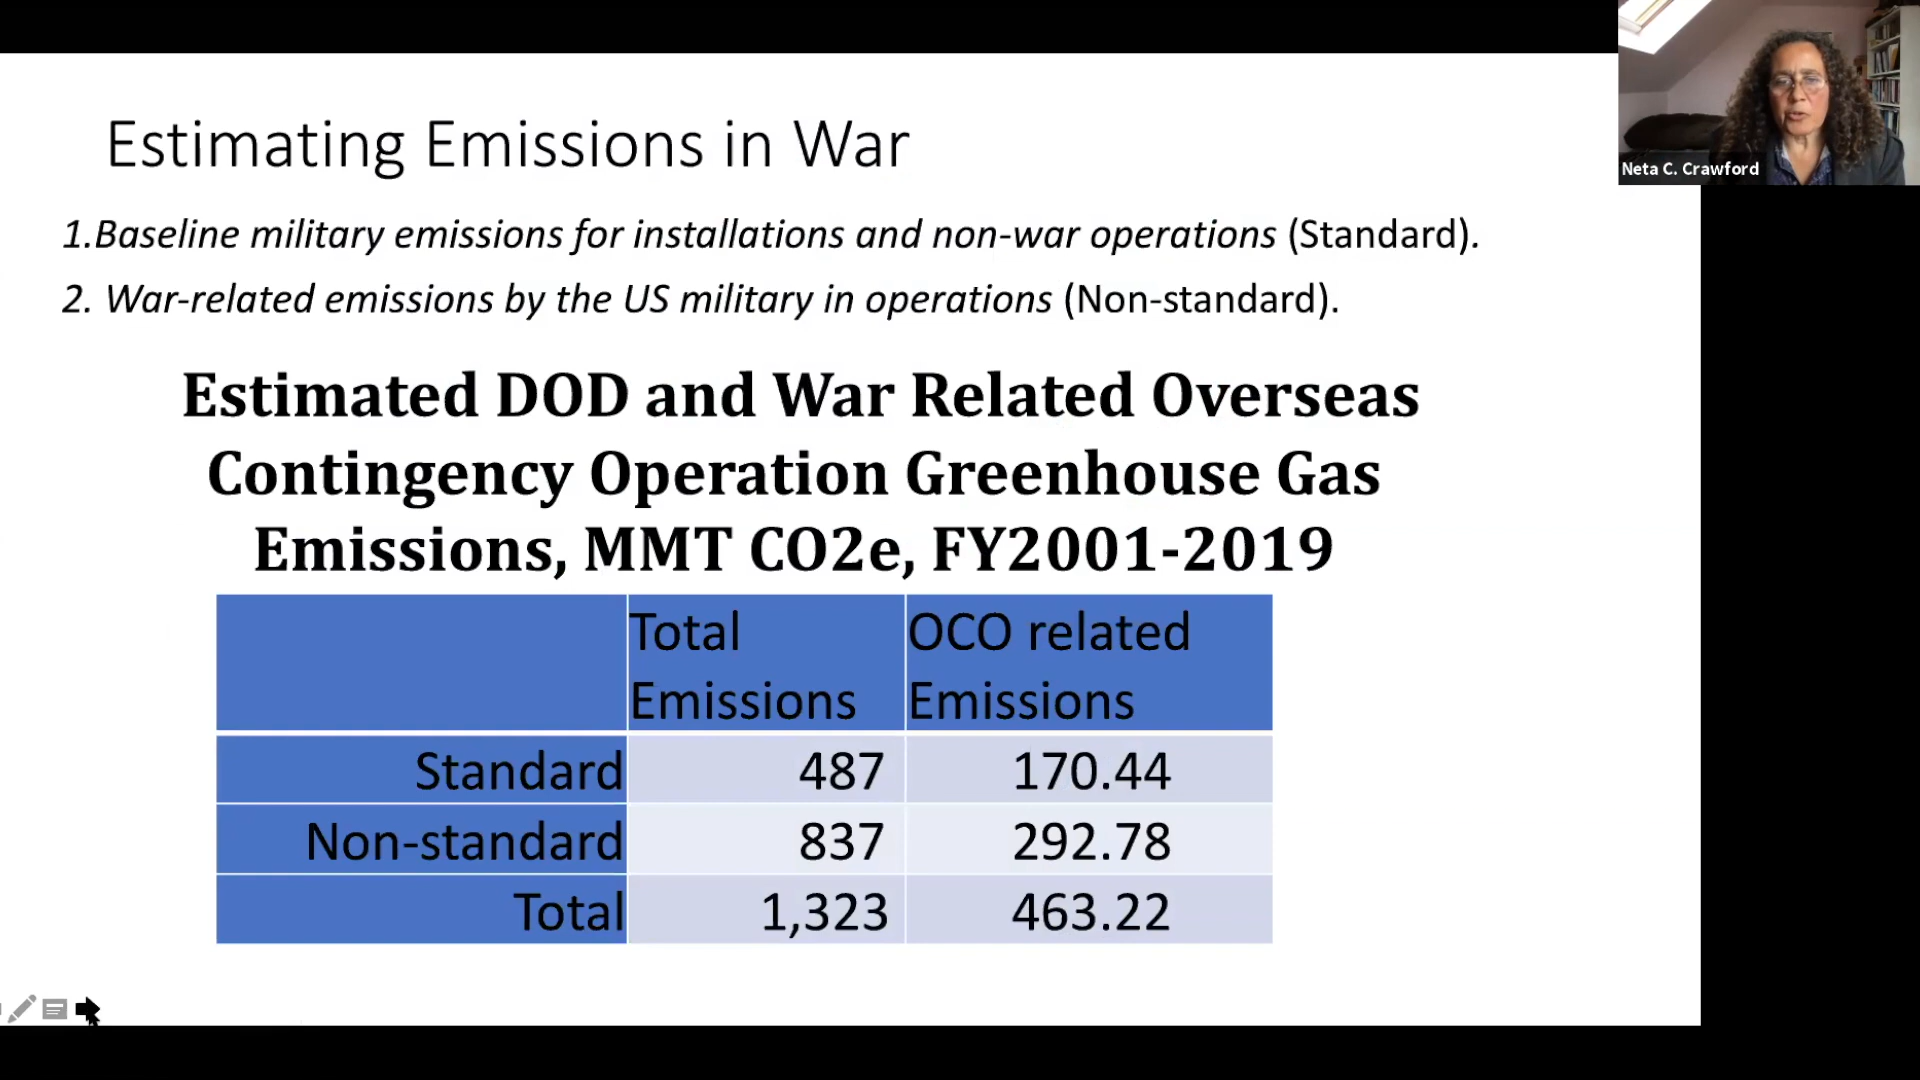 Estimating Emissions in War
1.Baseline military emissions for installations and non-war operations (Standard).
2. War-related emissions by the US military in operations (Non-standard).
Estimated DOD and War Related Overseas
Contingency Operation Greenhouse Gas
Emissions, MMT CO2e, FY2001-2019
Total Emissions
OCO related Emissions
Standard 487 170.44
Non-standard 837 292.78
Total 1,323 463.22
Neta C. Crawford